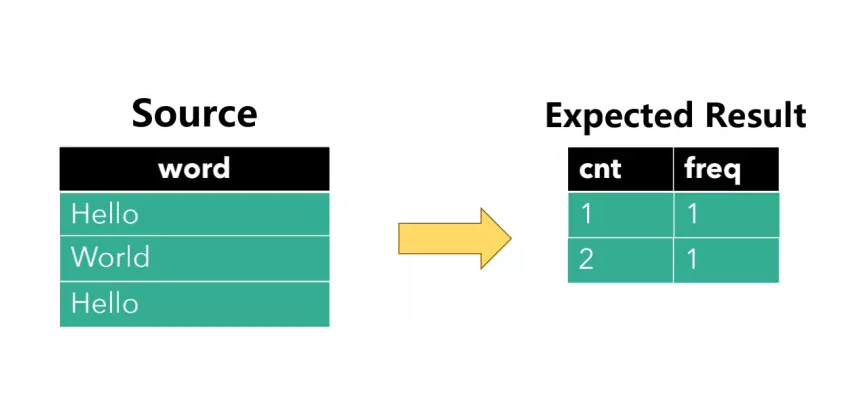 Source
word
Hello
World
Hello
Expected Result
cnt freq
1 1
2 1